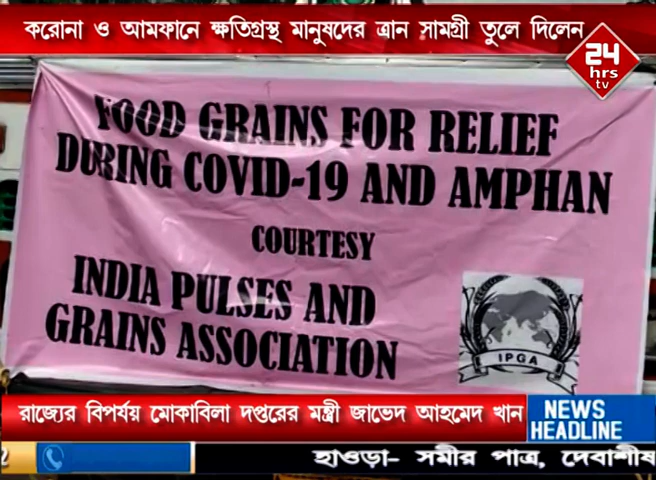 করোনা ও আমফানে ক্ষতিগ্রস্থ মানুষদের ত্রান সামগ্রী তুলে দিলেন
24
hrs
tv
FOOD GRAINS FOR RELIEF
DURING COVID-19 AND AMPHAN
COURTESY
INDIA PULSES AND
GRAINS ASSOCIATION
IPGA
রাজ্যের বিপর্যয় মোকাবিলা দপ্তরের মন্ত্রী জাভেদ আহমেদ খান
NEWS
HEADLINE
হাওড়া- সমীর পাত্র, দেবাশীষ